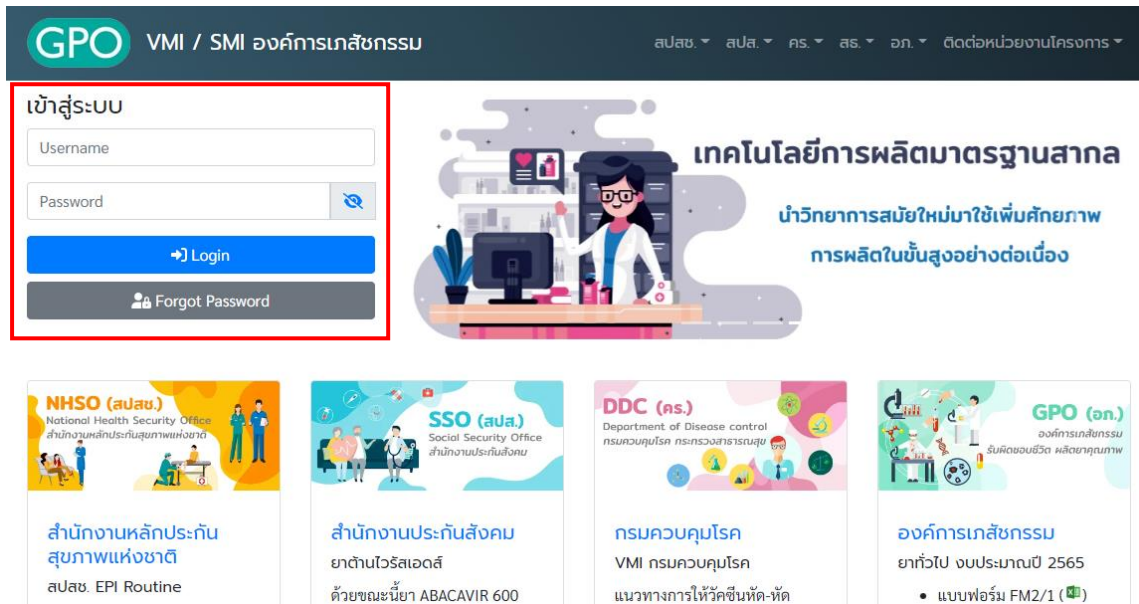 GPO VMI / SMI องค์การเภสัชกรรม
สปสช. สปส. คร. สธ. อภ. ติดต่อหน่วยงานโครงการ
เข้าสู่ระบบ
Username
Password
Login
Forgot Password
เทคโนโลยีการผลิตมาตรฐานสากล
นำวิทยาการสมัยใหม่มาใช้เพิ่มศักยภาพ
การผลิตในขั้นสูงอย่างต่อเนื่อง
NHSO (สปสช.)
National Health Security Office
สำนักงานหลักประกันสุขภาพแห่งชาติ
สำนักงานหลักประกัน
สุขภาพแห่งชาติ
สปสช. EPI Routine
SSO (สปส.)
Social Security Office
สำนักงานประกันสังคม
สำนักงานประกันสังคม
ยาต้านไวรัสเอดส์
ด้วยขณะนี้ยา ABACAVIR 600
DDC (คร.)
Department of Disease control
กรมควบคุมโรค กระทรวงสาธารณสุข
กรมควบคุมโรค
VMI กรมควบคุมโรค
แนวทางการให้วัคซีนหัด-หัด
GPO (อภ.)
องค์การเภสัชกรรม
รับผิดชอบชีวิต ผลิตยาคุณภาพ
องค์การเภสัชกรรม
ยาทั่วไป งบประมาณปี 2565
• แบบฟอร์ม FM2/1 ()